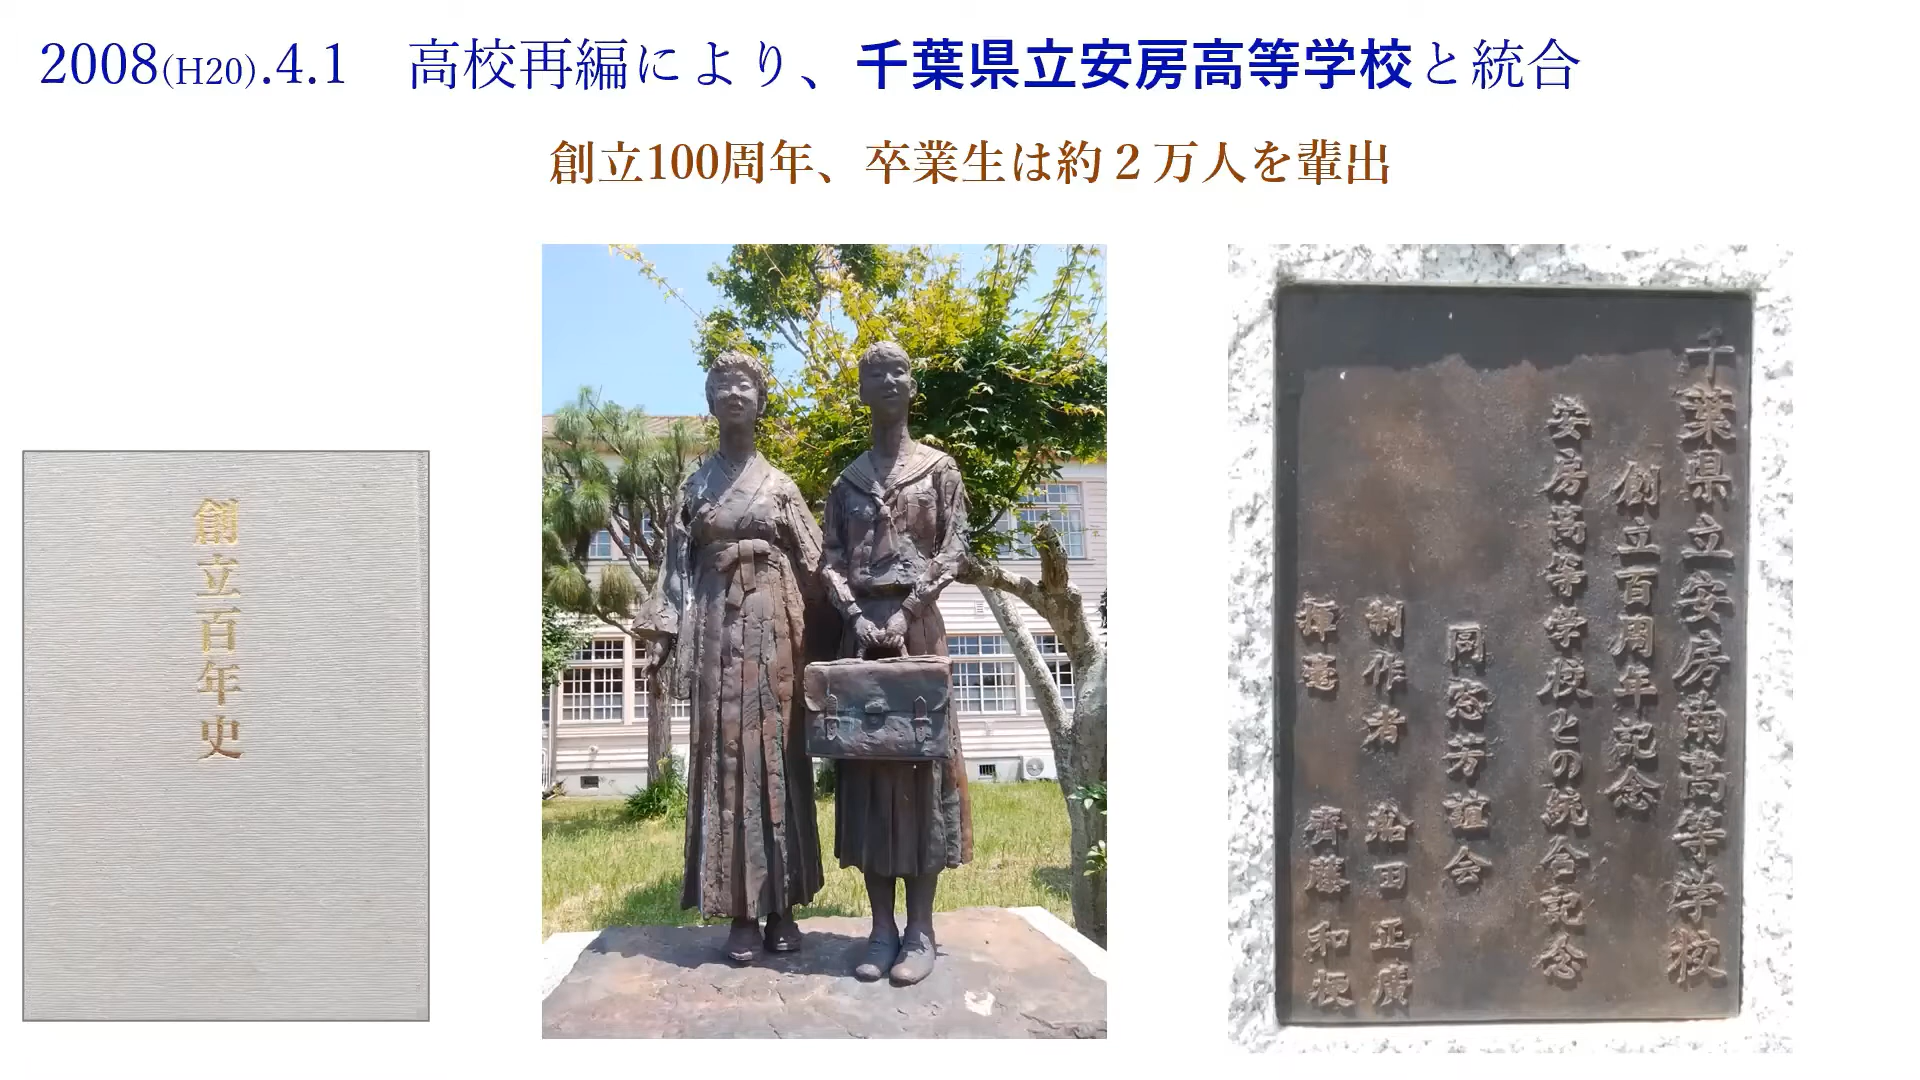 2008(H20).4.1　高校再編により、千葉県立安房高等学校と統合
創立100周年、卒業生は約２万人を輩出
創立百年史
千葉県立安房南高等学校
創立百周年記念
安房高等学校との統合記念
同窓芳誼会
制作者 船田正廣
揮毫 齊藤和